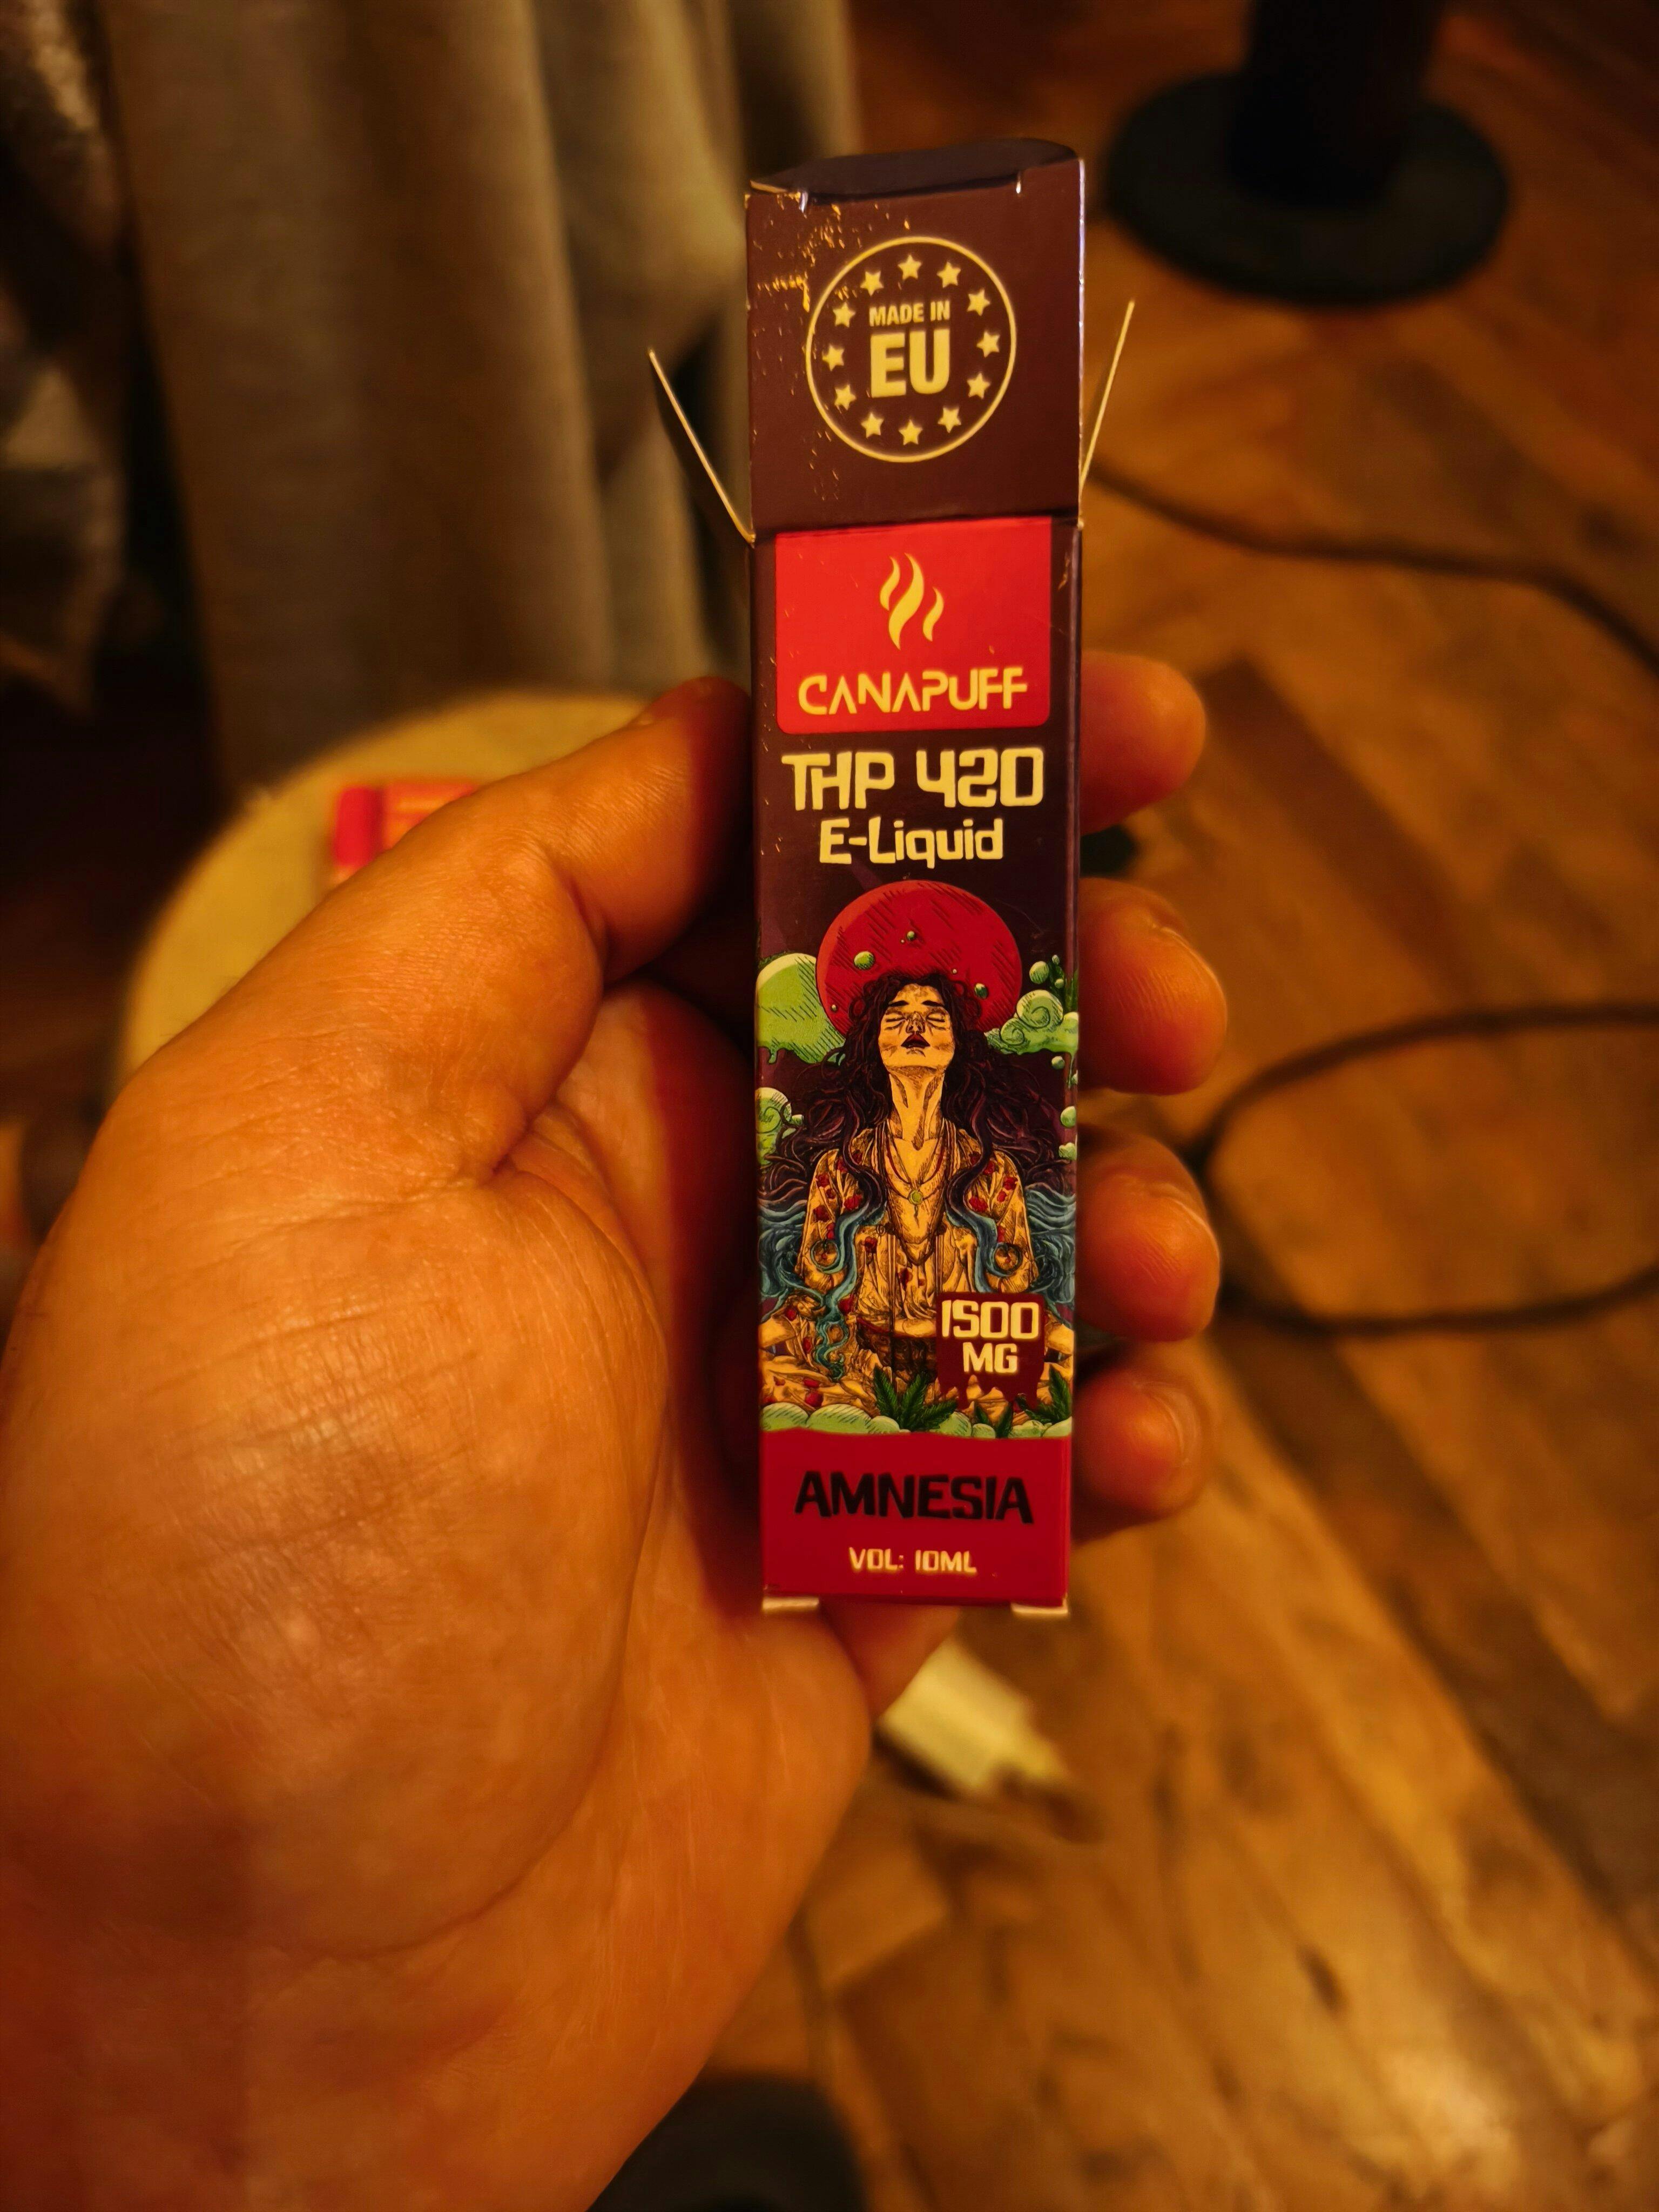 MADE IN
EU
CANAPUFF
THP 420
E-Liquid
1500
MG
AMNESIA
VOL: 10ML